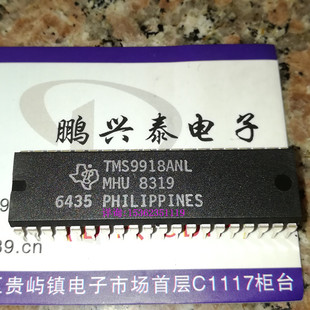 鹏兴泰电子
TMS9918ANL
MHU 8319
6435 PHILIPPINES
39.cn
贵屿镇电子市场首层C1117柜台